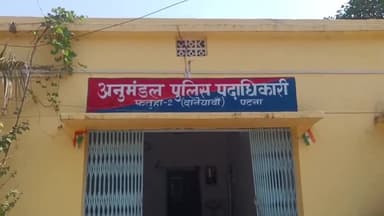 अनुमंडल पुलिस पदाधिकारी
फतुहा-2 (दनियावाँ) पटना